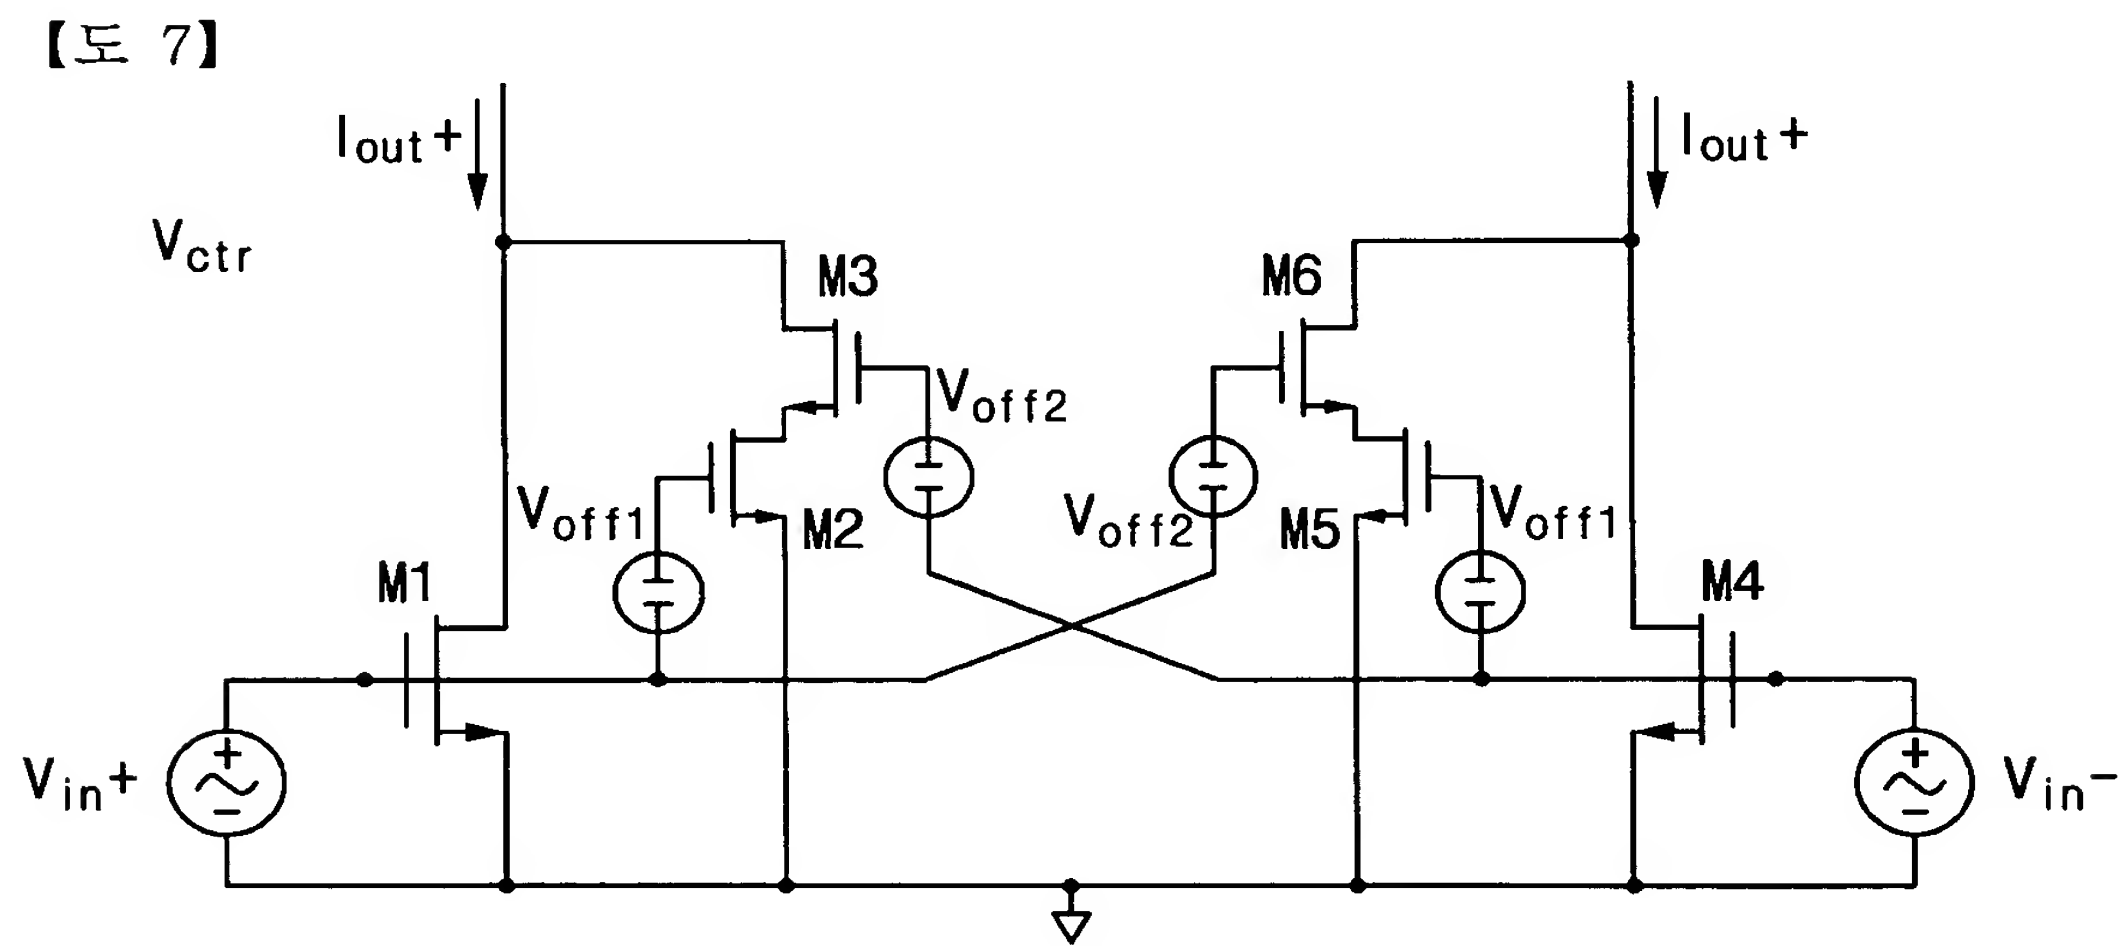 【도 7】
Iout+
Iout+
Vctr
M3
M6
Voff2
Voff1
M2
Voff2
M5
Voff1
M1
M4
+
−
Vin+
+
−
Vin−